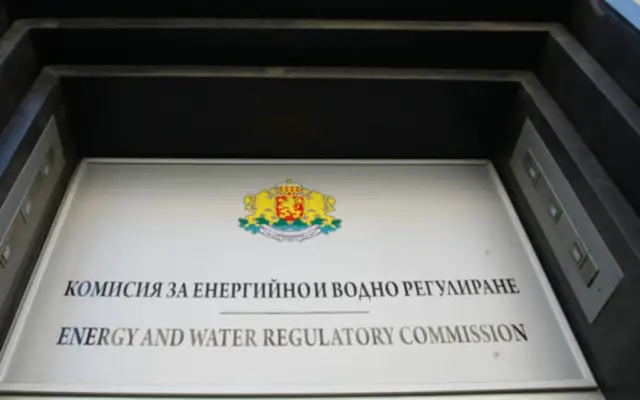 КОМИСИЯ ЗА ЕНЕРГИЙНО И ВОДНО РЕГУЛИРАНЕ
ENERGY AND WATER REGULATORY COMMISSION